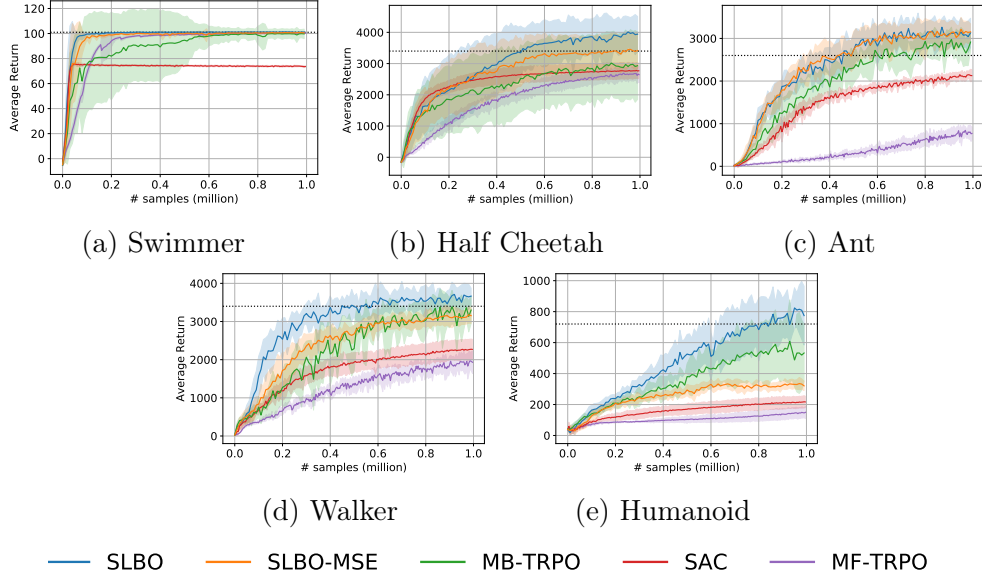 120
100
80
60
40
20
0
Average Return
0.0 0.2 0.4 0.6 0.8 1.0
# samples (million)
(a) Swimmer
4000
3000
2000
1000
0
Average Return
0.0 0.2 0.4 0.6 0.8 1.0
# samples (million)
(b) Half Cheetah
3000
2000
1000
0
Average Return
0.0 0.2 0.4 0.6 0.8 1.0
# samples (million)
(c) Ant
4000
3000
2000
1000
0
Average Return
0.0 0.2 0.4 0.6 0.8 1.0
# samples (million)
(d) Walker
1000
800
600
400
200
0
Average Return
0.0 0.2 0.4 0.6 0.8 1.0
# samples (million)
(e) Humanoid
SLBO SLBO-MSE MB-TRPO SAC MF-TRPO